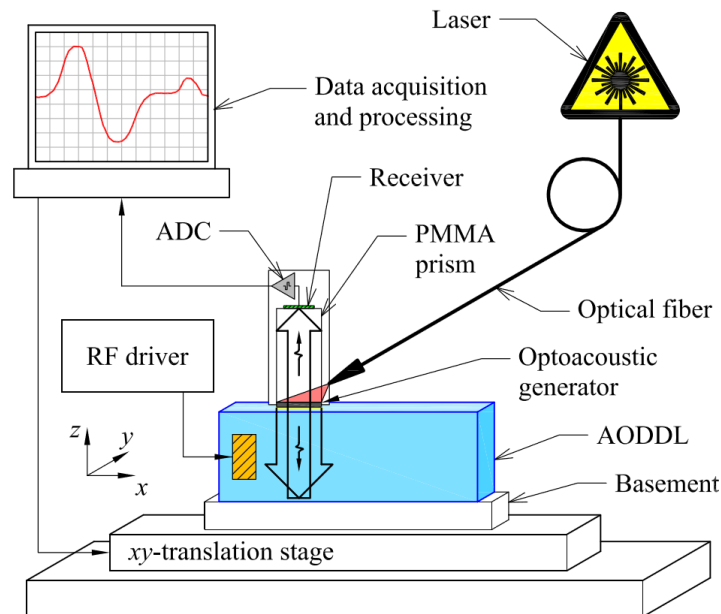 Laser
Data acquisition
and processing
Receiver
ADC
PMMA
prism
Optical fiber
RF driver
Optoacoustic
generator
z
y
x
AODDL
Basement
xy-translation stage